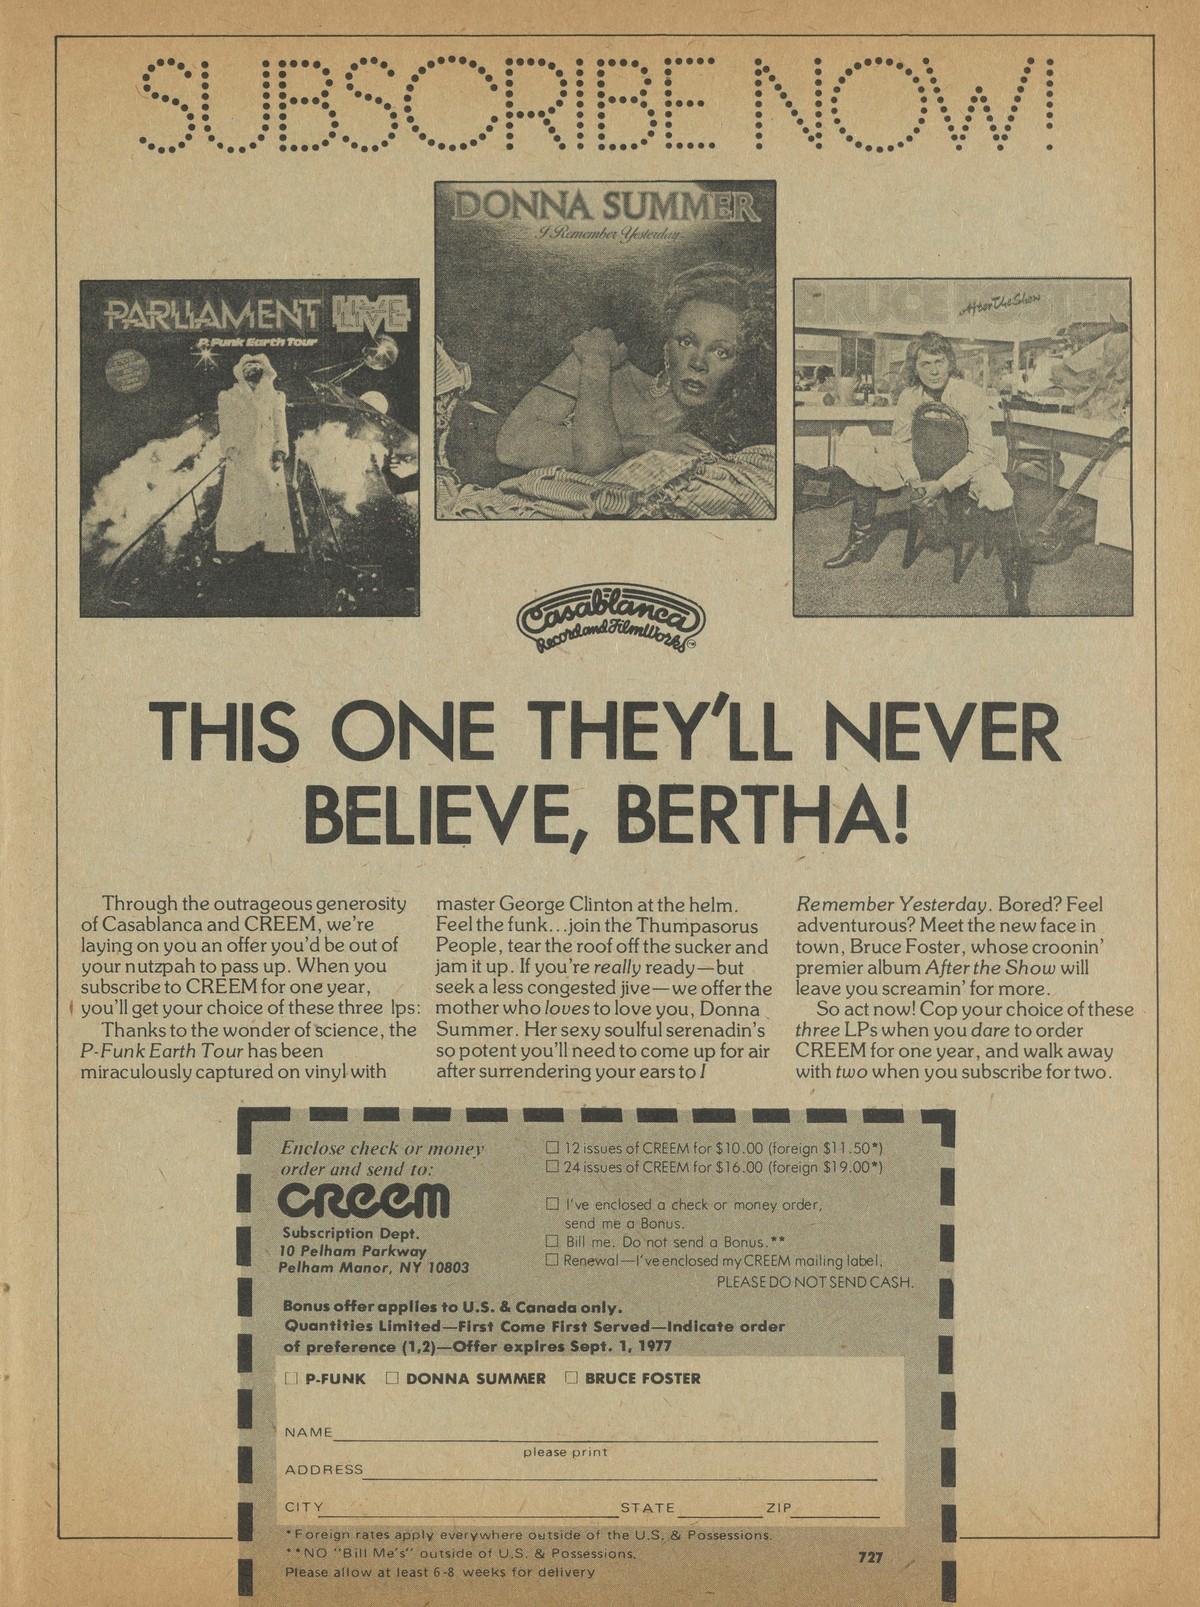 SUBSCRIBE NOW!
DONNA SUMMER
I Remember Yesterday
PARLIAMENT LIVE
P. Funk Earth Tour
After The Show
Casablanca
Record and FilmWorks
THIS ONE THEY'LL NEVER
BELIEVE, BERTHA!
Through the outrageous generosity
of Casablanca and CREEM, we're
laying on you an offer you'd be out of
your nutzpah to pass up. When you
subscribe to CREEM for one year,
you'll get your choice of these three lps:
Thanks to the wonder of science, the
P-Funk Earth Tour has been
miraculously captured on vinyl with
master George Clinton at the helm.
Feel the funk...join the Thumpasorus
People, tear the roof off the sucker and
jam it up. If you're really ready—but
seek a less congested jive—we offer the
mother who loves to love you, Donna
Summer. Her sexy soulful serenadin's
so potent you'll need to come up for air
after surrendering your ears to I
Remember Yesterday. Bored? Feel
adventurous? Meet the new face in
town, Bruce Foster, whose croonin'
premier album After the Show will
leave you screamin' for more.
So act now! Cop your choice of these
three LPs when you dare to order
CREEM for one year, and walk away
with two when you subscribe for two.
Enclose check or money
order and send to:
CREEM
Subscription Dept.
10 Pelham Parkway
Pelham Manor, NY 10803
☐ 12 issues of CREEM for $10.00 (foreign $11.50*)
☐ 24 issues of CREEM for $16.00 (foreign $19.00*)
☐ I've enclosed a check or money order,
send me a Bonus.
☐ Bill me. Do not send a Bonus.**
☐ Renewal—I've enclosed my CREEM mailing label,
PLEASE DO NOT SEND CASH.
Bonus offer applies to U.S. & Canada only.
Quantities Limited—First Come First Served—Indicate order
of preference (1,2)—Offer expires Sept. 1, 1977
☐ P-FUNK ☐ DONNA SUMMER ☐ BRUCE FOSTER
NAME
please print
ADDRESS
CITY STATE ZIP
*Foreign rates apply everywhere outside of the U.S. & Possessions.
**NO "Bill Me's" outside of U.S. & Possessions.
727
Please allow at least 6-8 weeks for delivery